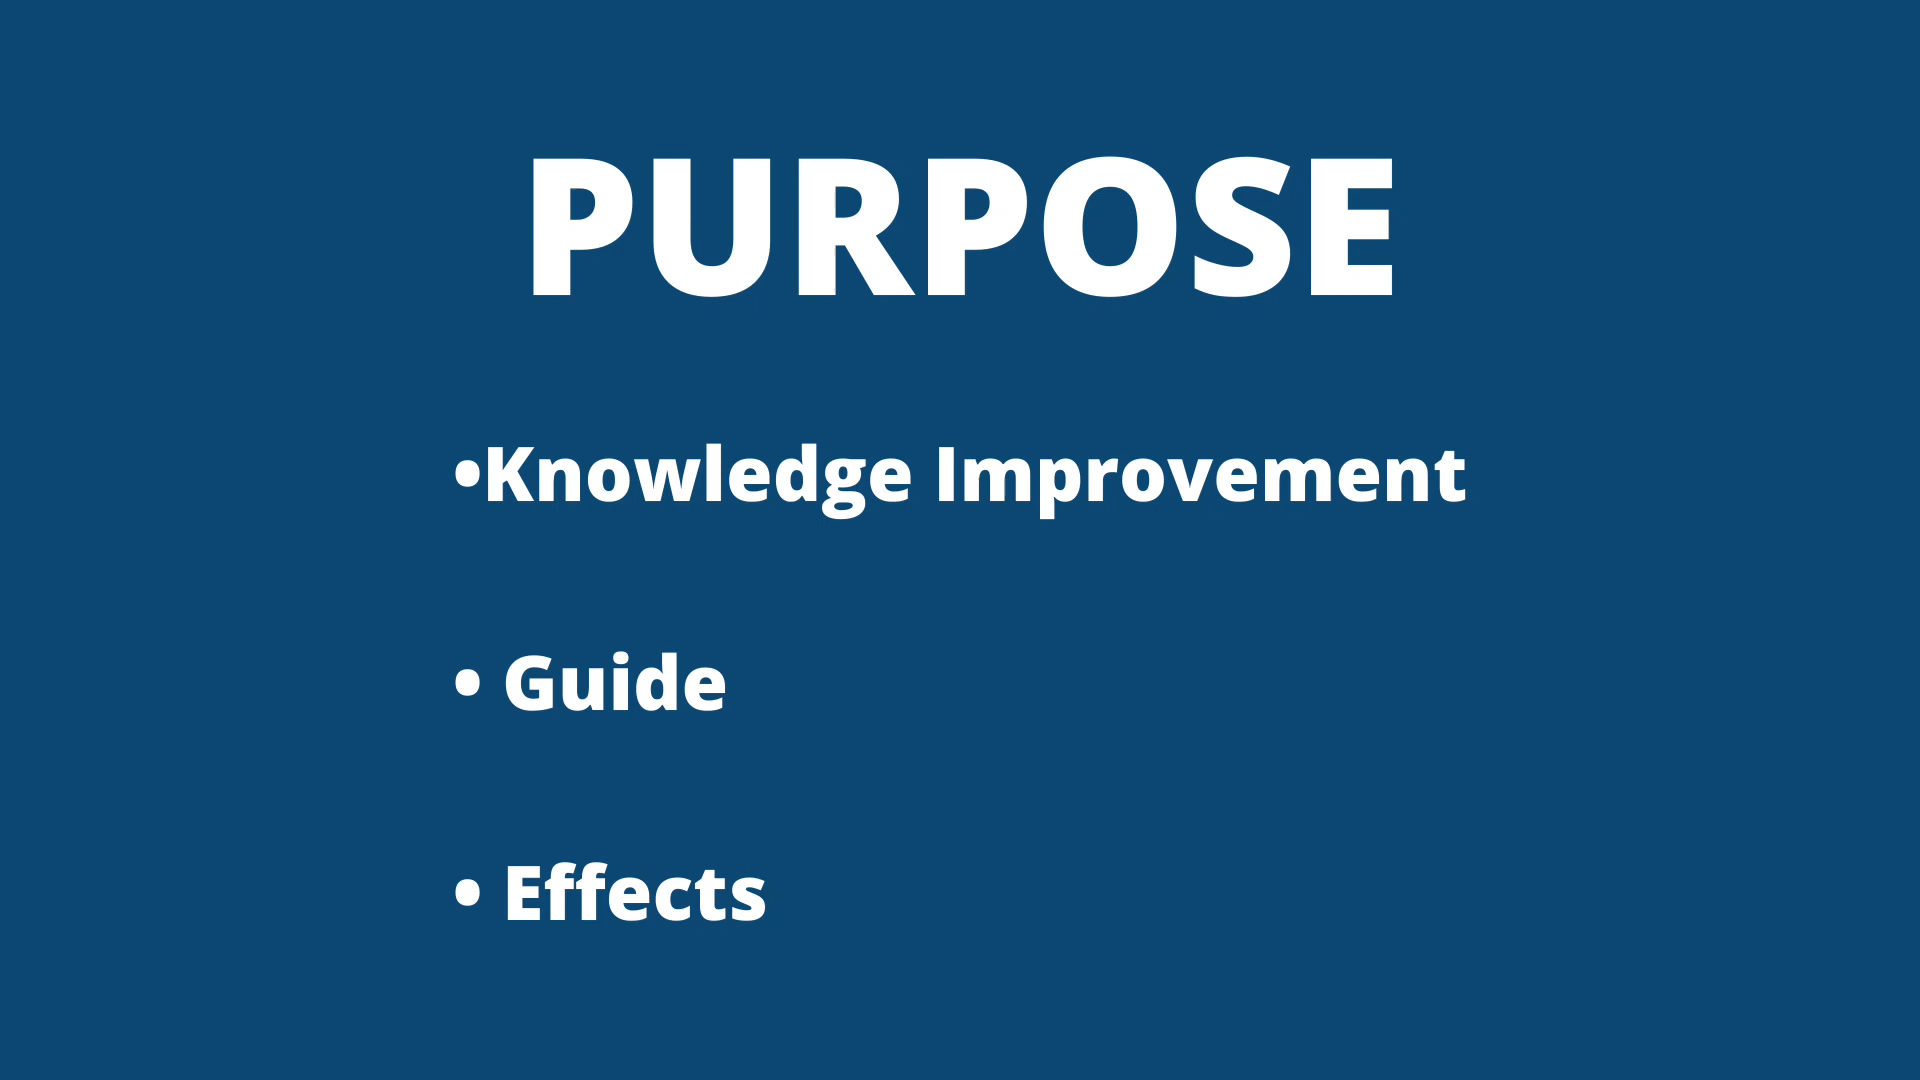 PURPOSE
•Knowledge Improvement
• Guide
• Effects